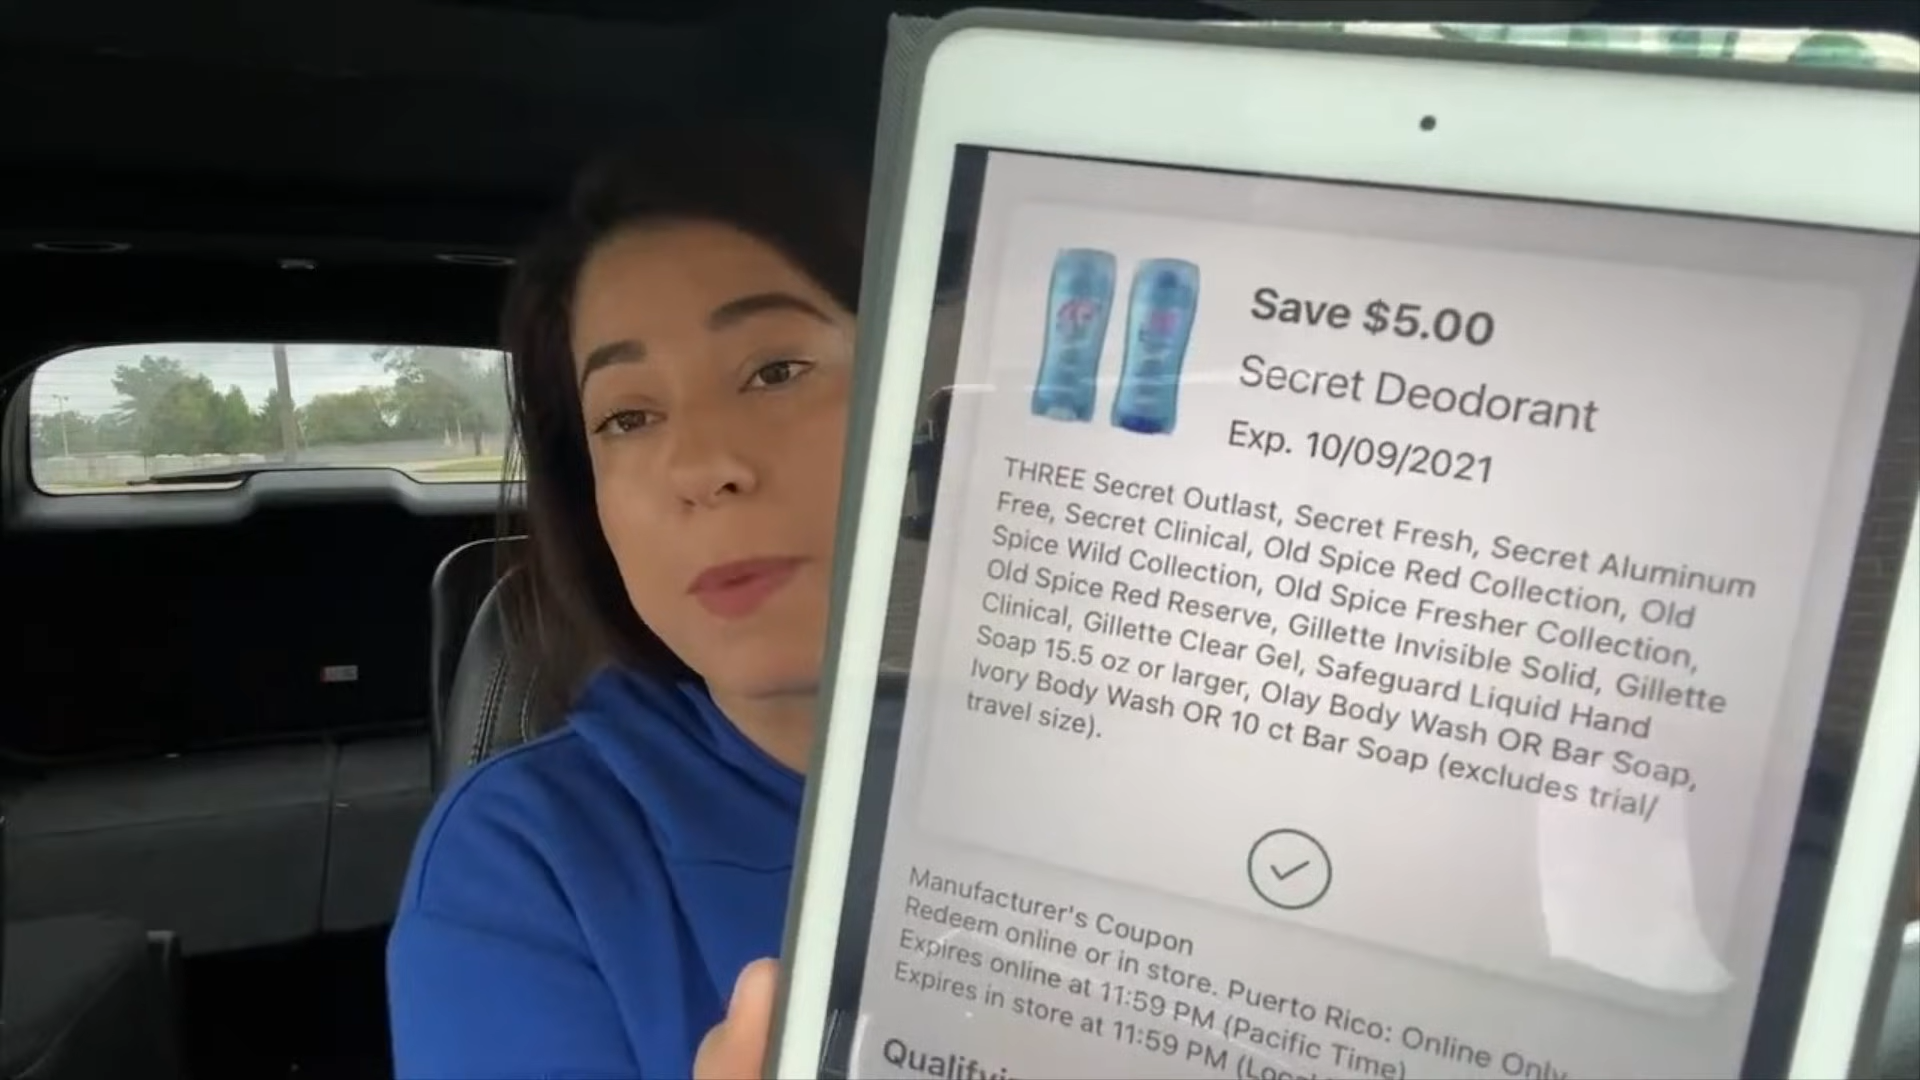 Save $5.00
Secret Deodorant
Exp. 10/09/2021
THREE Secret Outlast, Secret Fresh, Secret Aluminum
Free, Secret Clinical, Old Spice Red Collection, Old
Spice Wild Collection, Old Spice Fresher Collection,
Old Spice Red Reserve, Gillette Invisible Solid, Gillette
Clinical, Gillette Clear Gel, Safeguard Liquid Hand
Soap 15.5 oz or larger, Olay Body Wash OR Bar Soap,
Ivory Body Wash OR 10 ct Bar Soap (excludes trial/
travel size).
Manufacturer's Coupon
Redeem online or in store. Puerto Rico: Online Only
Expires online at 11:59 PM (Pacific Time)
Expires in store at 11:59 PM